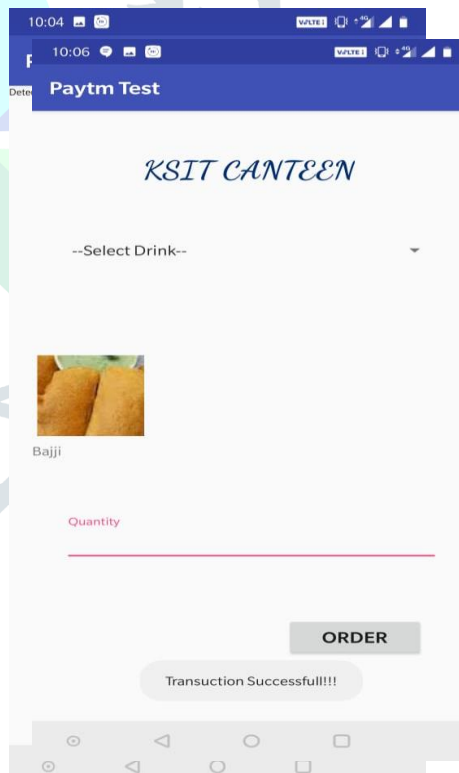 10:04
10:06
Paytm Test
KSIT CANTEEN
--Select Drink--
Bajji
Quantity
ORDER
Transuction Successfull!!!